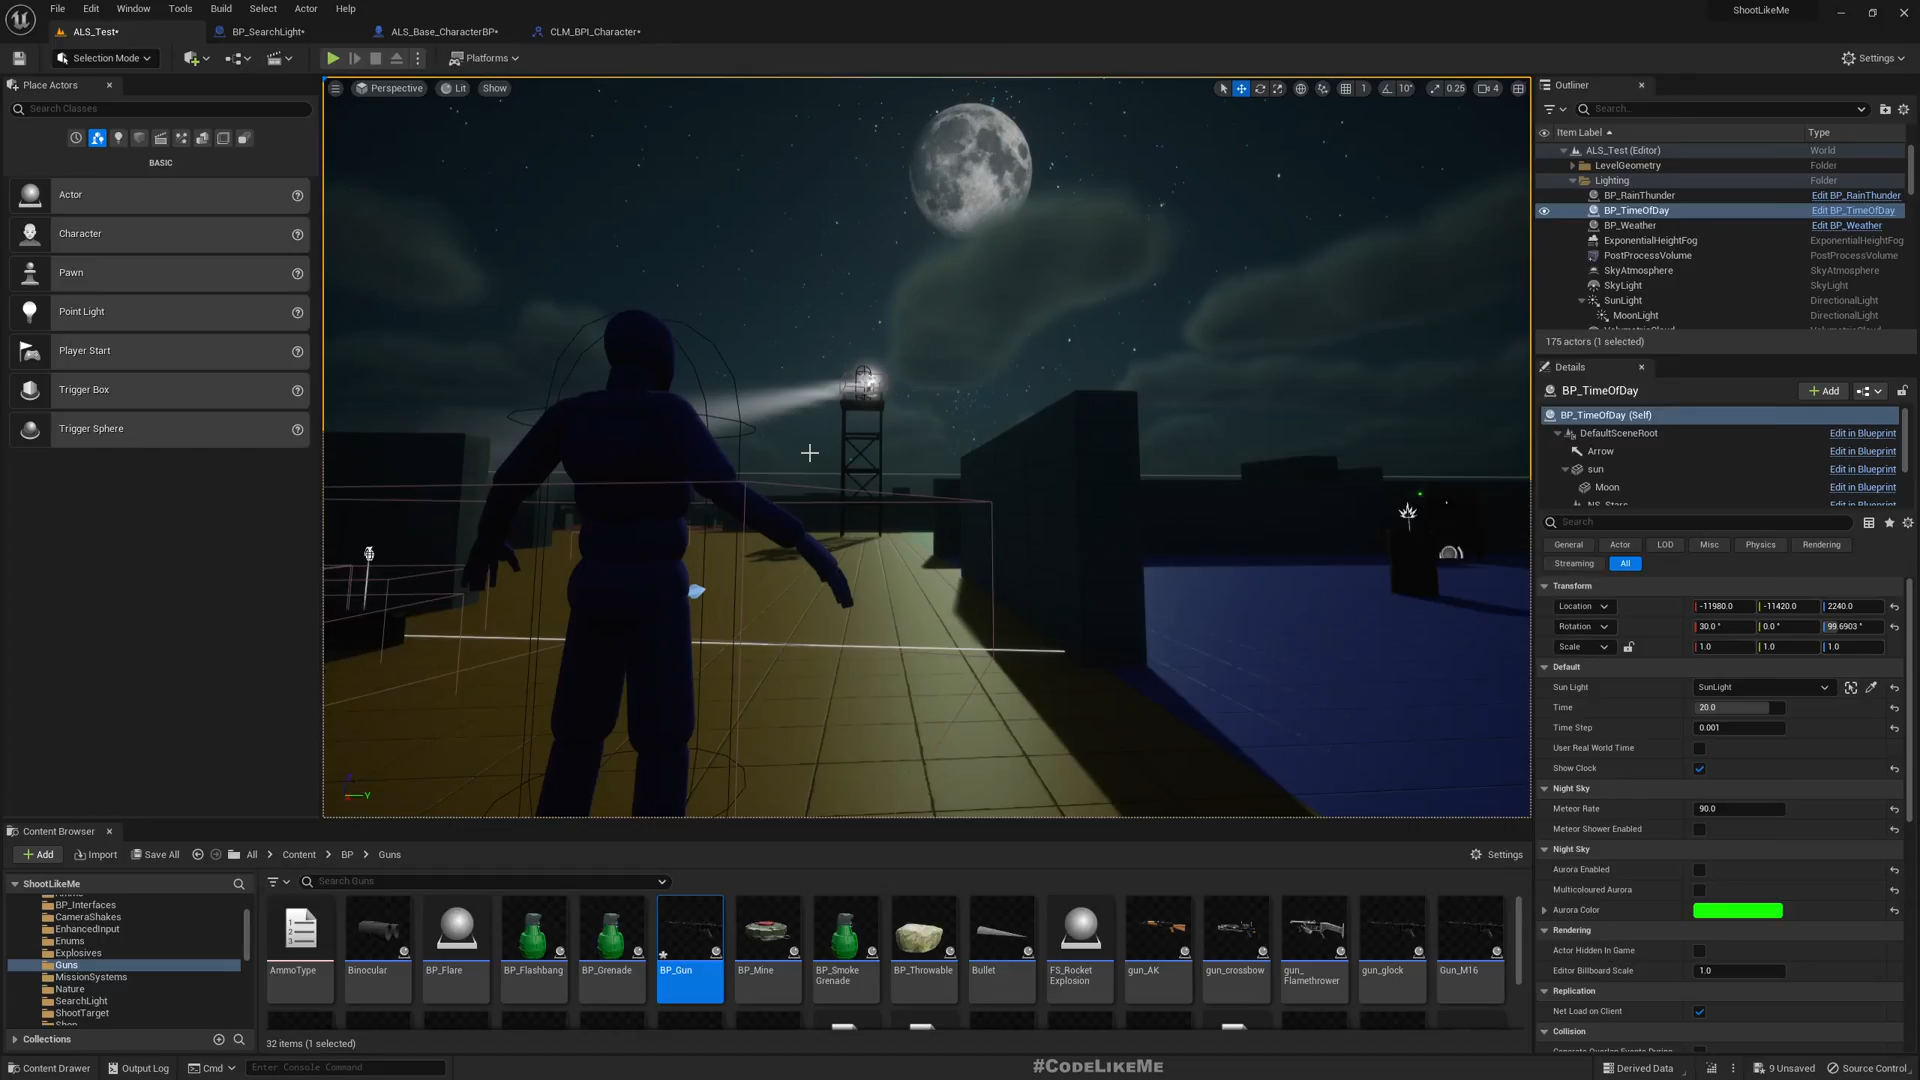 File Edit Window Tools Build Select Actor Help
ShootLikeMe
ALS_Test* BP_SearchLight* ALS_Base_CharacterBP* CLM_BPI_Character*
Selection Mode Platforms Settings
Place Actors
Search Classes
BASIC
Actor
Character
Pawn
Point Light
Player Start
Trigger Box
Trigger Sphere
Perspective Lit Show
1 10° 0.25 4
Y
Outliner
Search...
Item Label Type
ALS_Test (Editor) World
LevelGeometry Folder
Lighting Folder
BP_RainThunder Edit BP_RainThunder
BP_TimeOfDay Edit BP_TimeOfDay
BP_Weather Edit BP_Weather
ExponentialHeightFog ExponentialHeightFog
PostProcessVolume PostProcessVolume
SkyAtmosphere SkyAtmosphere
SkyLight SkyLight
SunLight DirectionalLight
MoonLight DirectionalLight
175 actors (1 selected)
Details
BP_TimeOfDay
Add
BP_TimeOfDay (Self)
DefaultSceneRoot Edit in Blueprint
Arrow Edit in Blueprint
sun Edit in Blueprint
Moon Edit in Blueprint
Search
General Actor LOD Misc Physics Rendering
Streaming All
Transform
Location -11980.0 -11420.0 2240.0
Rotation 30.0 ° 0.0 ° 99.6903 °
Scale 1.0 1.0 1.0
Default
Sun Light SunLight
Time 20.0
Time Step 0.001
User Real World Time
Show Clock
Night Sky
Meteor Rate 90.0
Meteor Shower Enabled
Night Sky
Aurora Enabled
Multicoloured Aurora
Aurora Color
Rendering
Actor Hidden In Game
Editor Billboard Scale 1.0
Replication
Net Load on Client
Collision
Content Browser
Add Import Save All All Content BP Guns Settings
ShootLikeMe
BP_Interfaces
CameraShakes
EnhancedInput
Enums
Explosives
Guns
MissionSystems
Nature
SearchLight
ShootTarget
Collections
Search Guns
AmmoType Binocular BP_Flare BP_Flashbang BP_Grenade BP_Gun BP_Mine BP_Smoke Grenade BP_Throwable Bullet FS_Rocket Explosion gun_AK gun_crossbow gun_ Flamethrower gun_glock Gun_M16
32 items (1 selected)
Content Drawer Output Log Cmd Enter Console Command
#CODELIKEME
Derived Data 9 Unsaved Source Control